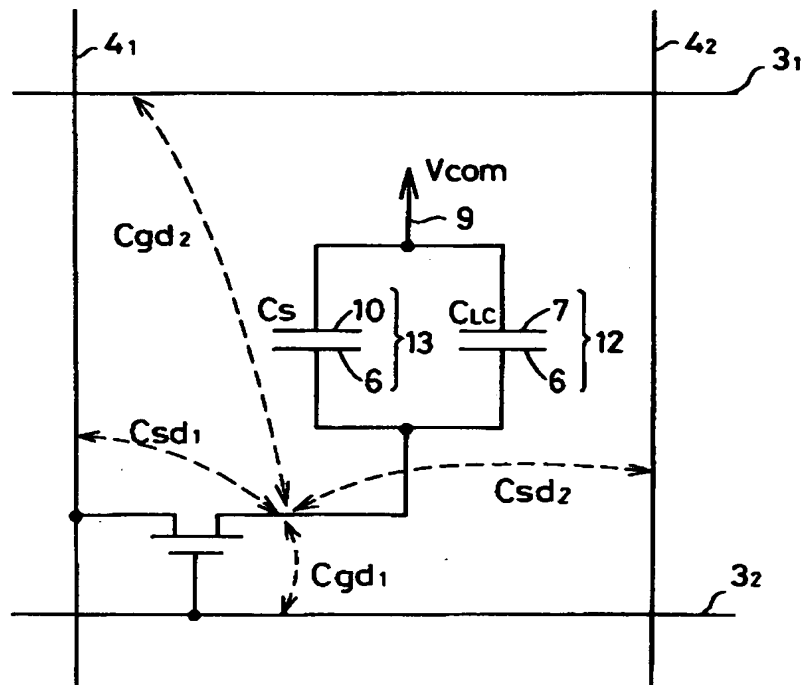 4₁
4₂
3₁
Vcom
9
Cgd₂
Cs 10 } 13
CLC 7 } 12
6
6
Csd₁
Csd₂
Cgd₁
3₂